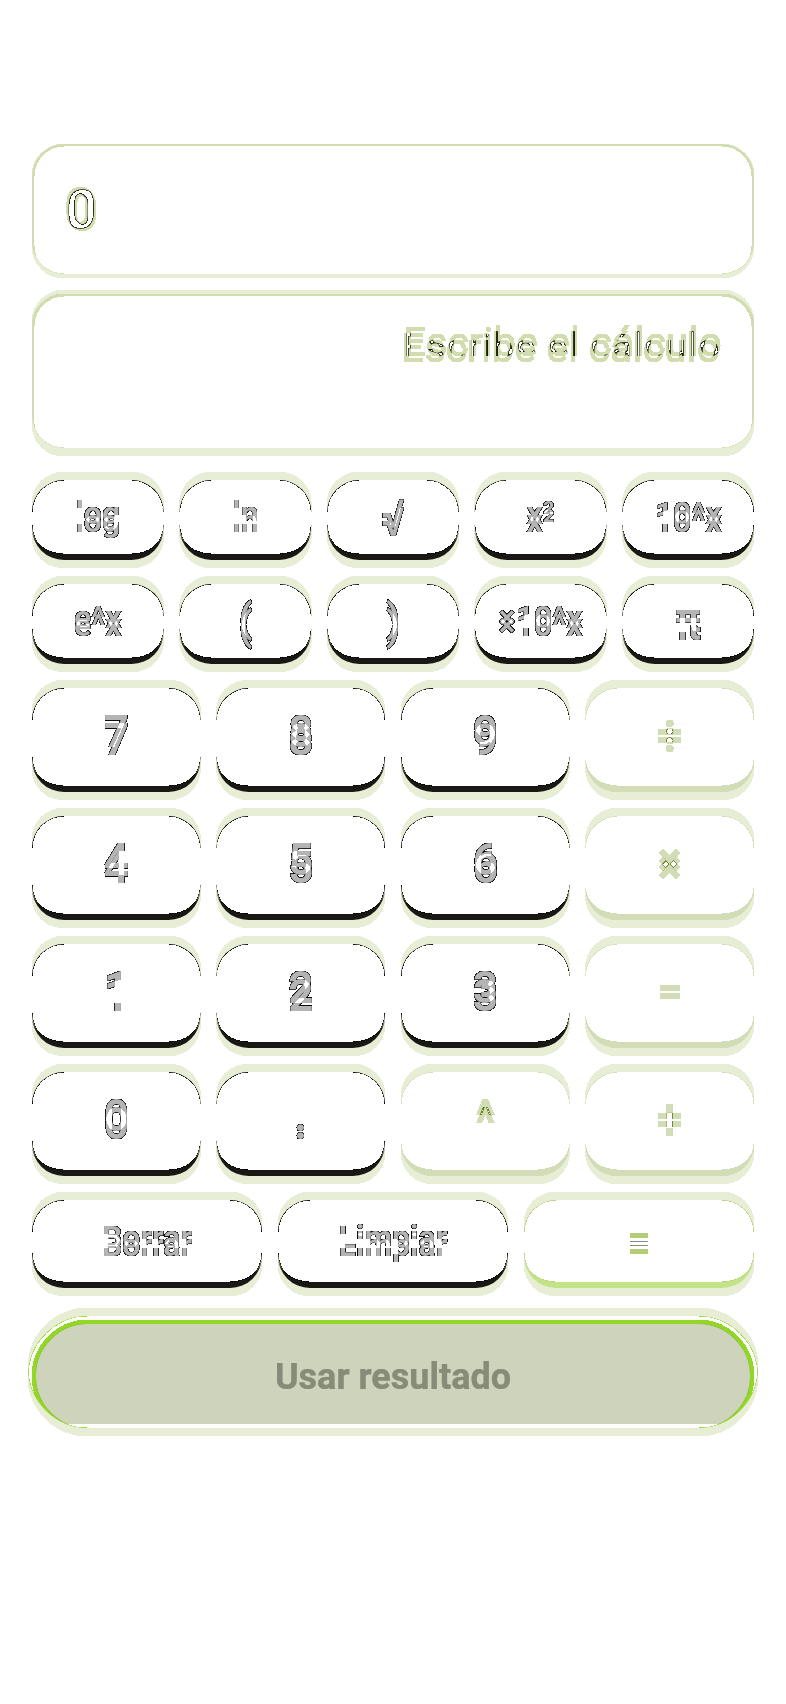 0
Escribe el cálculo
log ln √ x² 10^x
e^x ( ) ×10^x π
7 8 9 ÷
4 5 6 ×
1 2 3
0 . ^ +
Borrar Limpiar =
Usar resultado